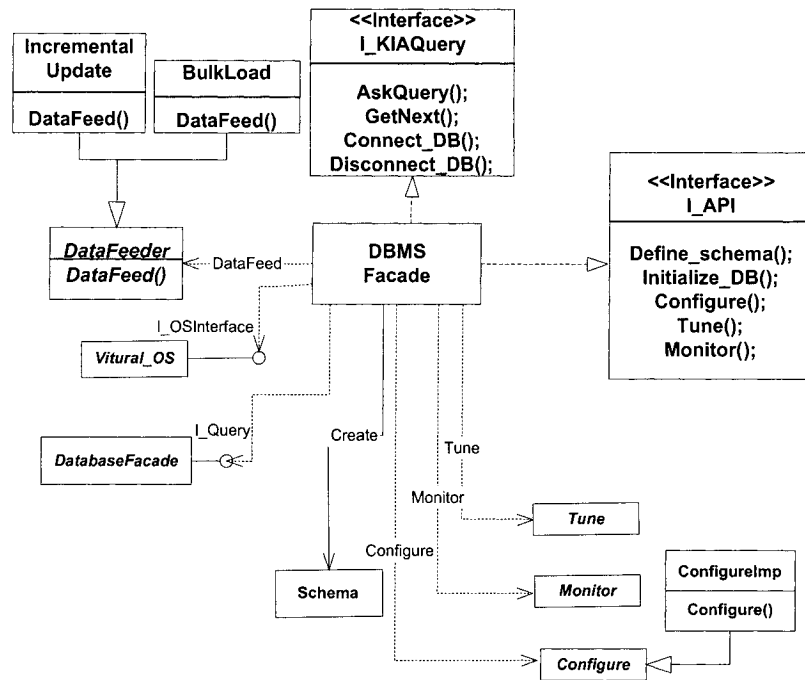 Incremental
Update
DataFeed()
BulkLoad
DataFeed()
<<Interface>>
I_KIAQuery
AskQuery();
GetNext();
Connect_DB();
Disconnect_DB();
<<Interface>>
I_API
Define_schema();
Initialize_DB();
Configure();
Tune();
Monitor();
DataFeeder
DataFeed()
DataFeed
DBMS
Facade
I_OSInterface
Vitural_OS
I_Query
DatabaseFacade
Create
Tune
Monitor
Configure
Schema
Tune
Monitor
Configure
ConfigureImp
Configure()